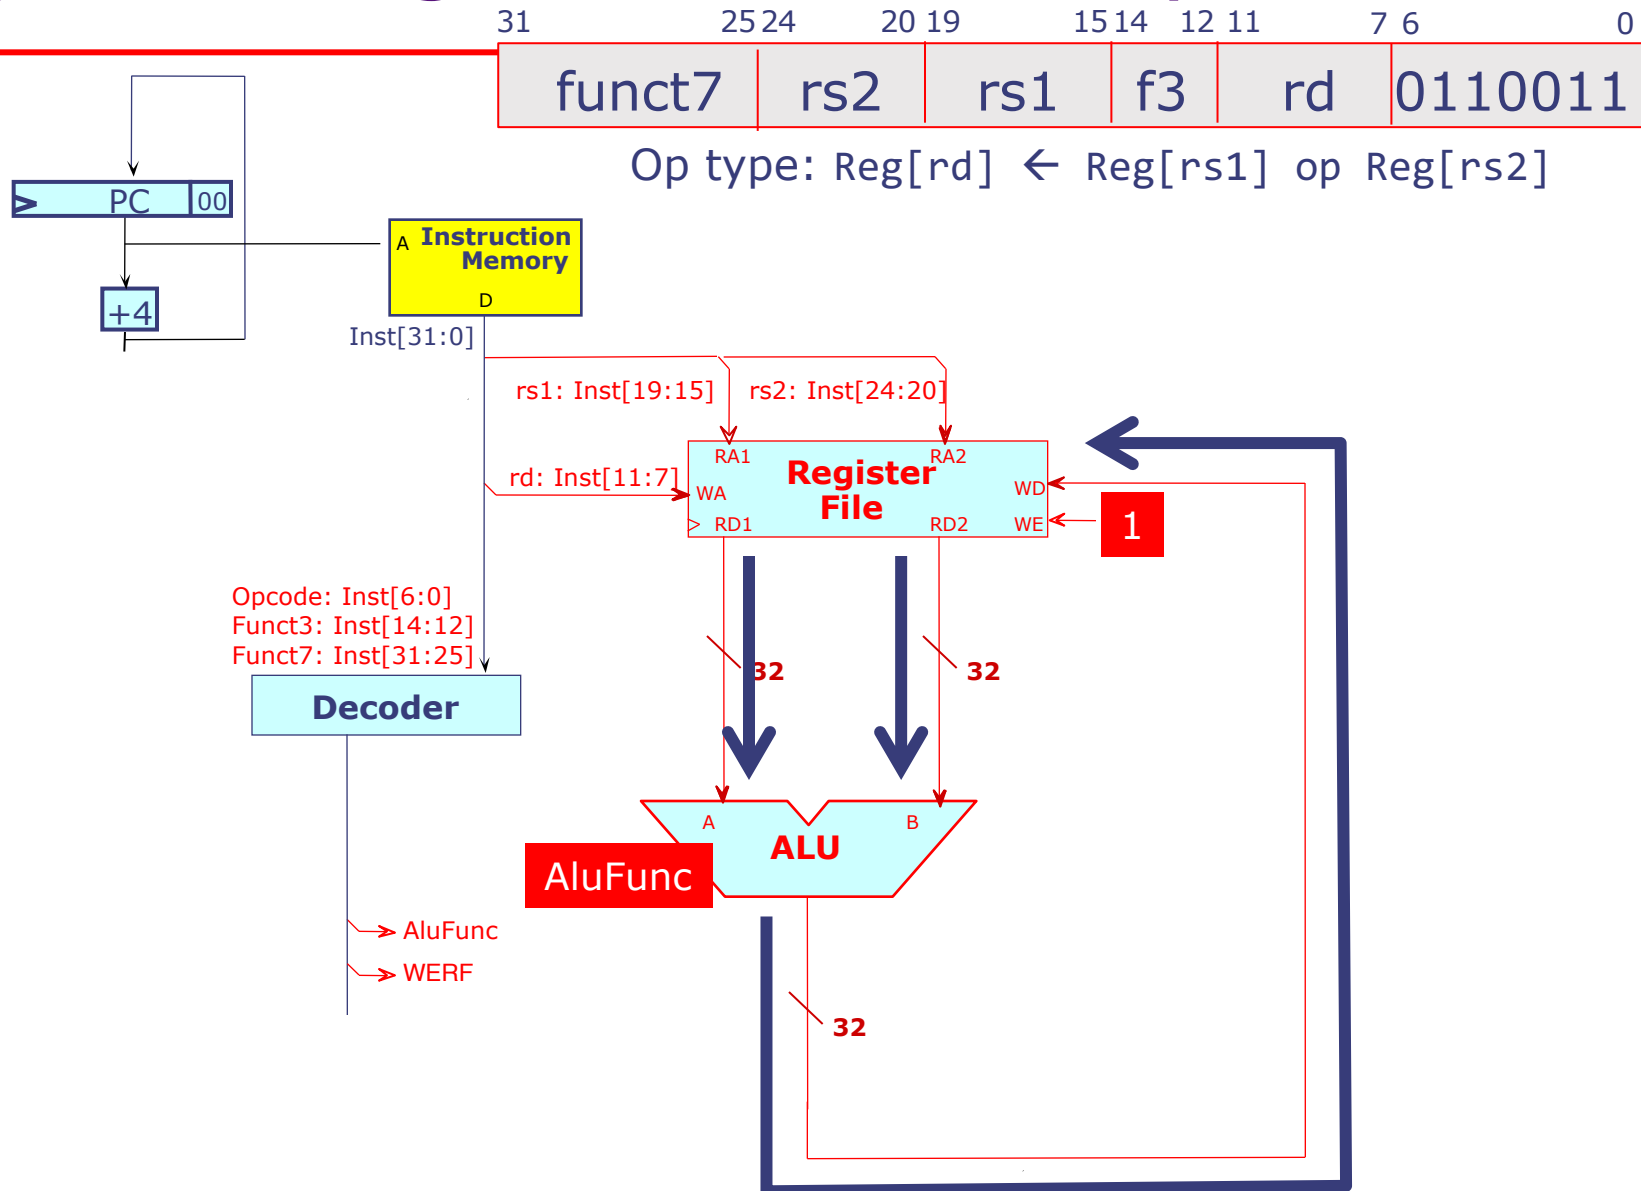 31 25 24 20 19 15 14 12 11 7 6 0
funct7 rs2 rs1 f3 rd 0110011
Op type: Reg[rd] ← Reg[rs1] op Reg[rs2]
PC 00
A Instruction
Memory
D
+4
Inst[31:0]
rs1: Inst[19:15] rs2: Inst[24:20]
RA1 RA2
rd: Inst[11:7]
WA Register WD
File
RD1 RD2 WE
1
Opcode: Inst[6:0]
Funct3: Inst[14:12]
Funct7: Inst[31:25]
32 32
Decoder
A B
ALU
AluFunc
AluFunc
WERF
32